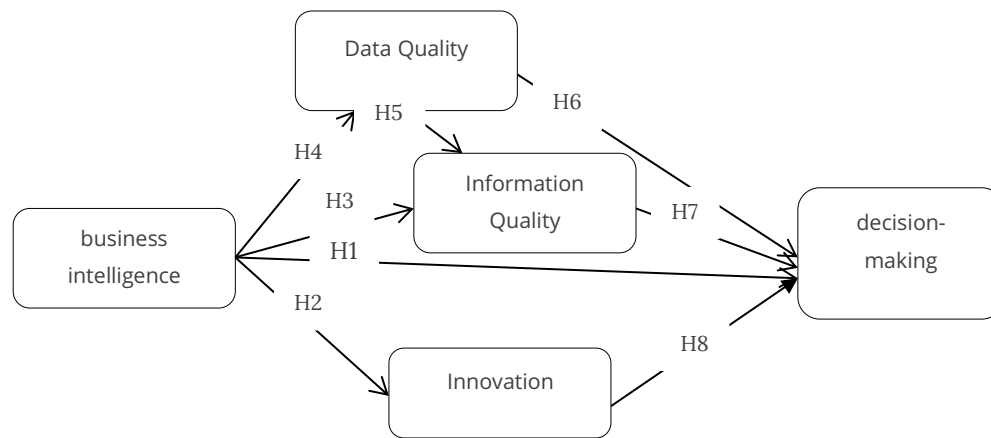 Data Quality
H6
H5
H4
Information
Quality
H3
H7
business
intelligence
H1
decision-
making
H2
H8
Innovation